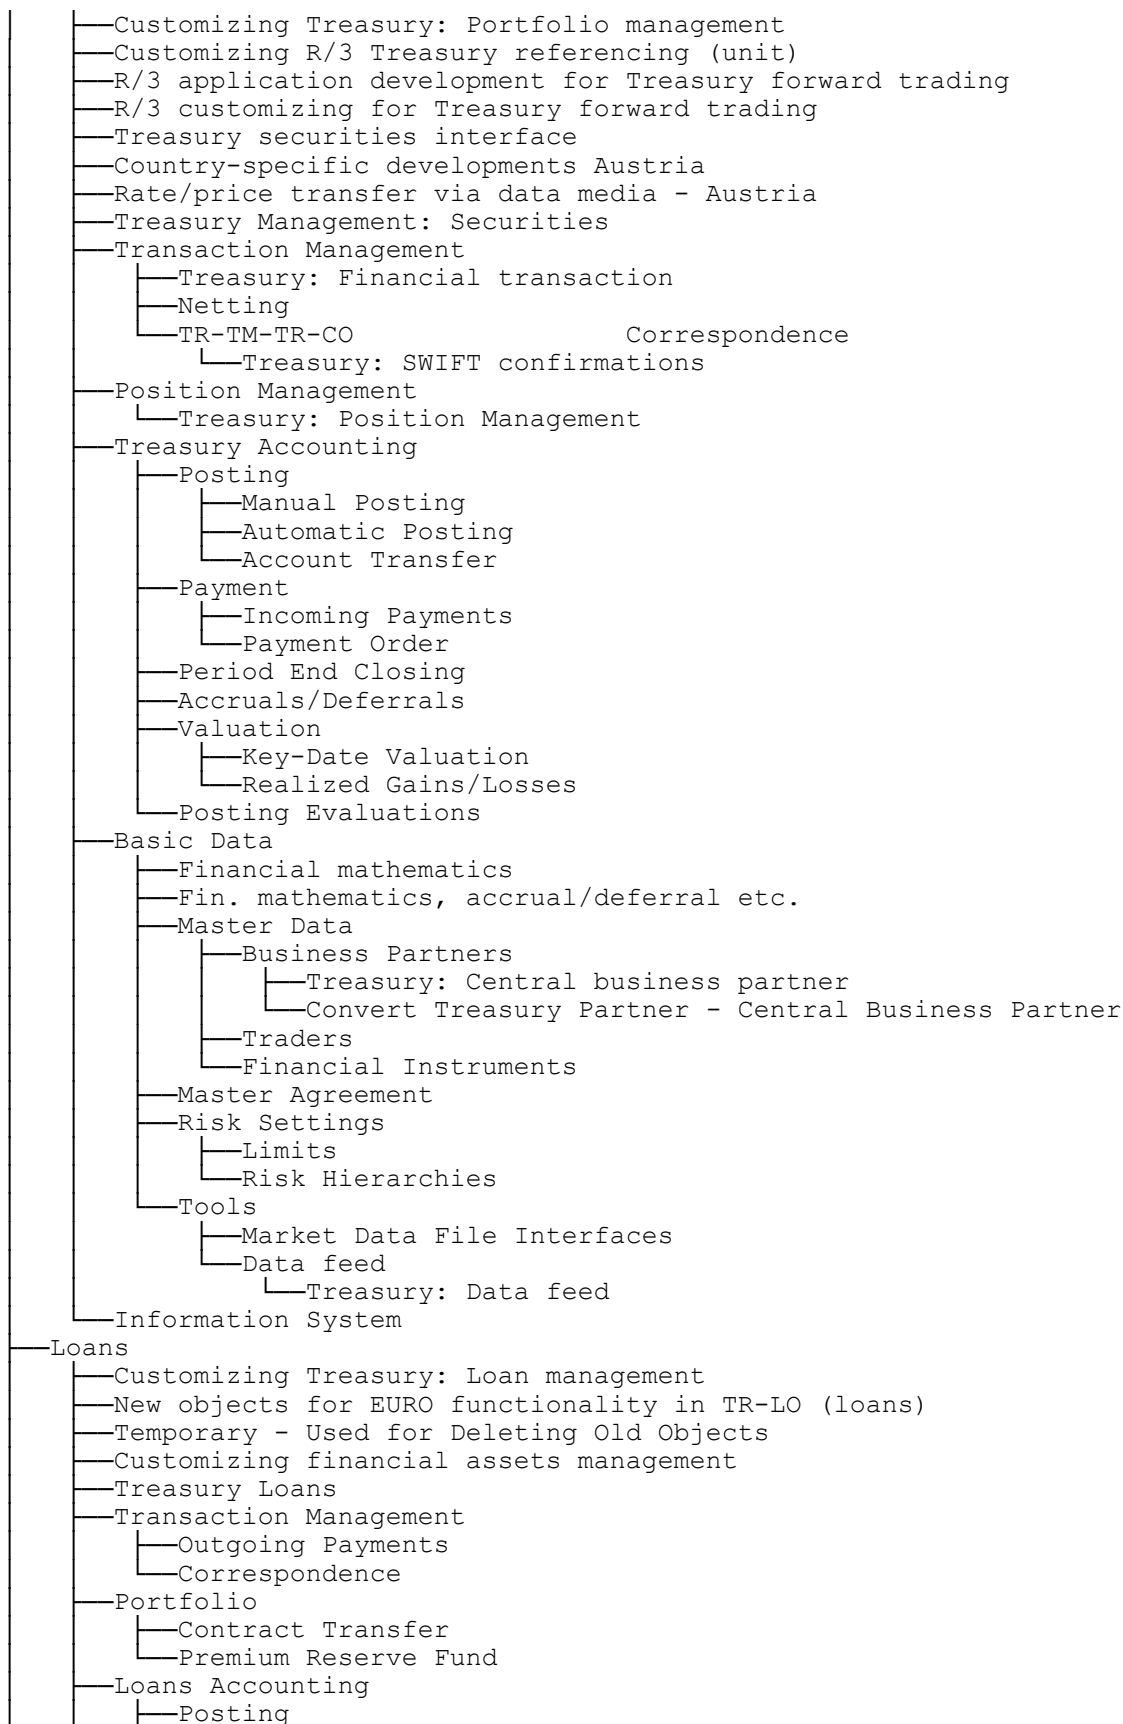 Customizing Treasury: Portfolio management
Customizing R/3 Treasury referencing (unit)
R/3 application development for Treasury forward trading
R/3 customizing for Treasury forward trading
Treasury securities interface
Country-specific developments Austria
Rate/price transfer via data media - Austria
Treasury Management: Securities
Transaction Management
Treasury: Financial transaction
Netting
TR-TM-TR-CO Correspondence
Treasury: SWIFT confirmations
Position Management
Treasury: Position Management
Treasury Accounting
Posting
Manual Posting
Automatic Posting
Account Transfer
Payment
Incoming Payments
Payment Order
Period End Closing
Accruals/Deferrals
Valuation
Key-Date Valuation
Realized Gains/Losses
Posting Evaluations
Basic Data
Financial mathematics
Fin. mathematics, accrual/deferral etc.
Master Data
Business Partners
Treasury: Central business partner
Convert Treasury Partner - Central Business Partner
Traders
Financial Instruments
Master Agreement
Risk Settings
Limits
Risk Hierarchies
Tools
Market Data File Interfaces
Data feed
Treasury: Data feed
Information System
Loans
Customizing Treasury: Loan management
New objects for EURO functionality in TR-LO (loans)
Temporary - Used for Deleting Old Objects
Customizing financial assets management
Treasury Loans
Transaction Management
Outgoing Payments
Correspondence
Portfolio
Contract Transfer
Premium Reserve Fund
Loans Accounting
Posting